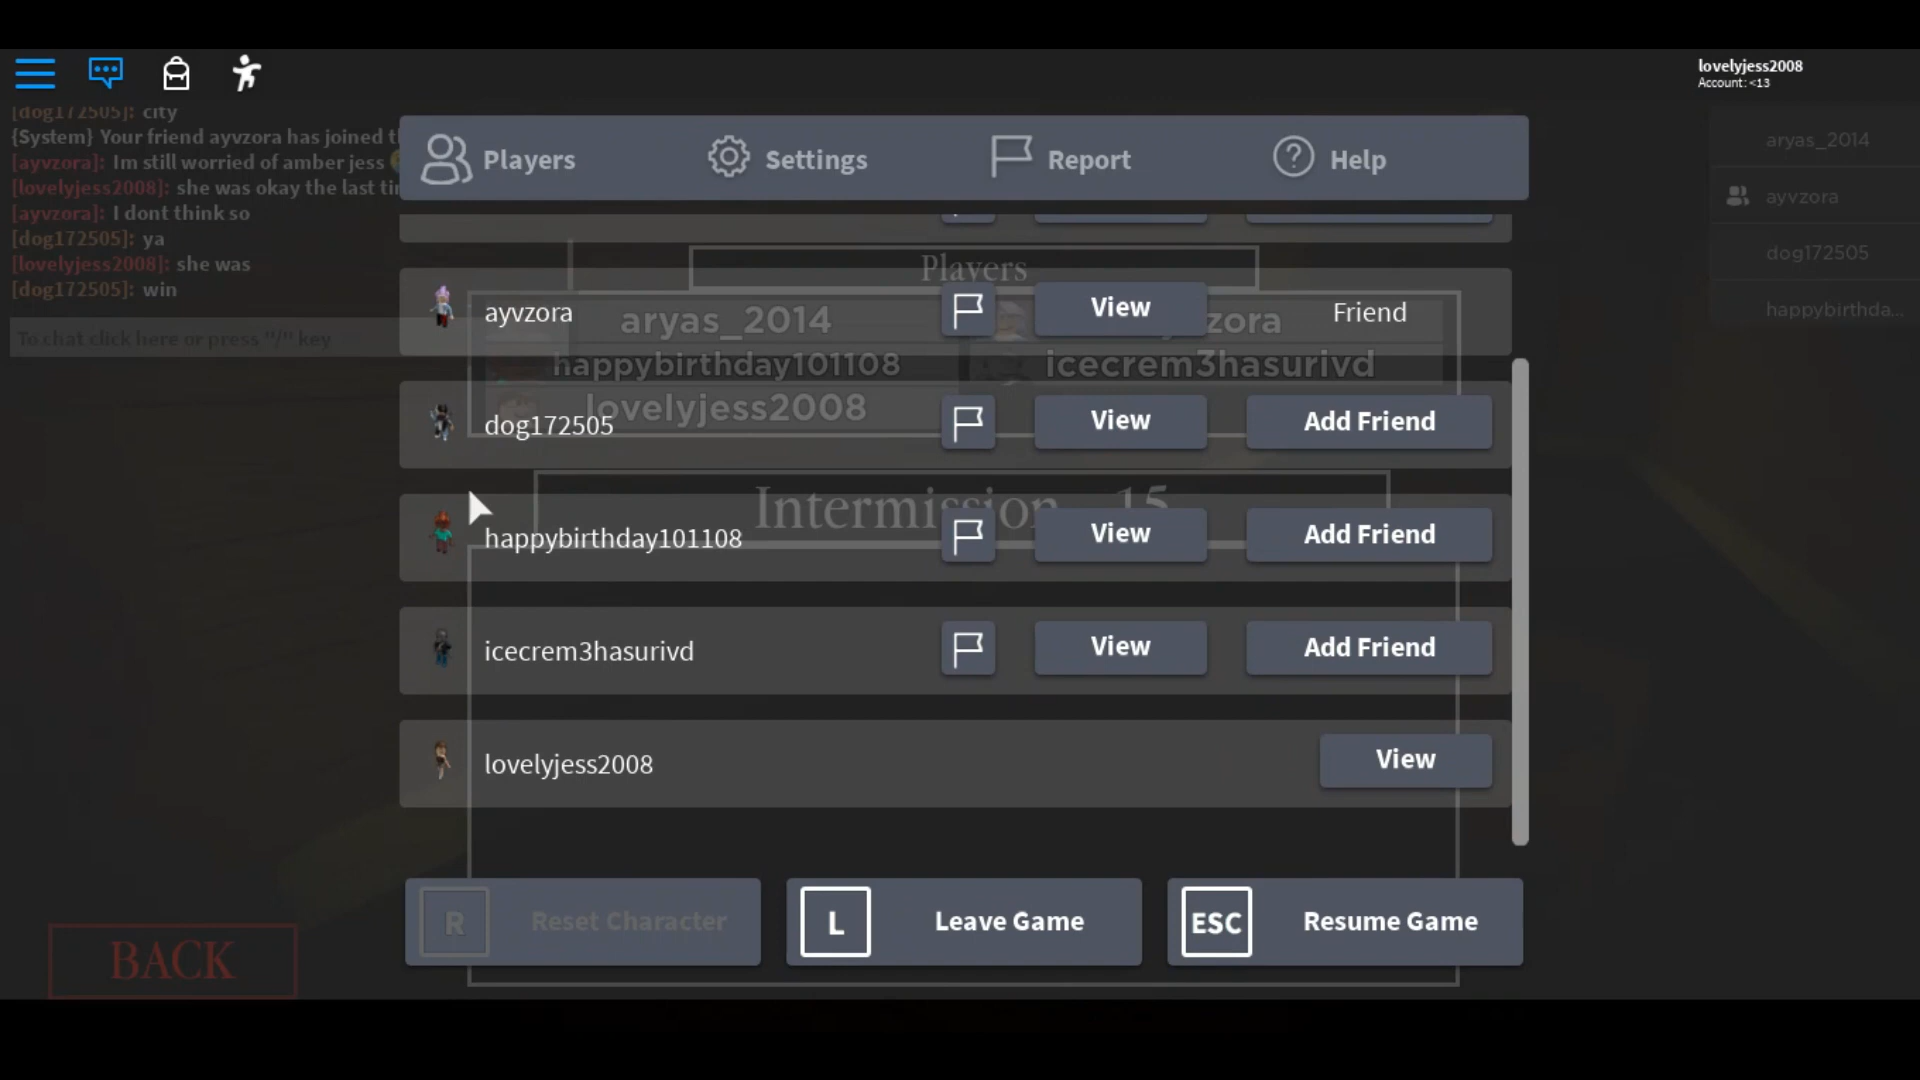 lovelyjess2008
Account: <13
[dog172505]: city
{System} Your friend ayvzora has joined t
[ayvzora]: Im still worried of amber jess
[lovelyjess2008]: she was okay the last ti
[ayvzora]: I dont think so
[dog172505]: ya
[lovelyjess2008]: she was
[dog172505]: win
To chat click here or press "/" key
Players
Settings
Report
Help
aryas_2014
ayvzora
dog172505
happybirthda...
Players
aryas_2014
zora
happybirthday101108
icecrem3hasurivd
lovelyjess2008
Intermission 15
ayvzora
View
Friend
dog172505
View
Add Friend
happybirthday101108
View
Add Friend
icecrem3hasurivd
View
Add Friend
lovelyjess2008
View
R
Reset Character
L
Leave Game
ESC
Resume Game
BACK